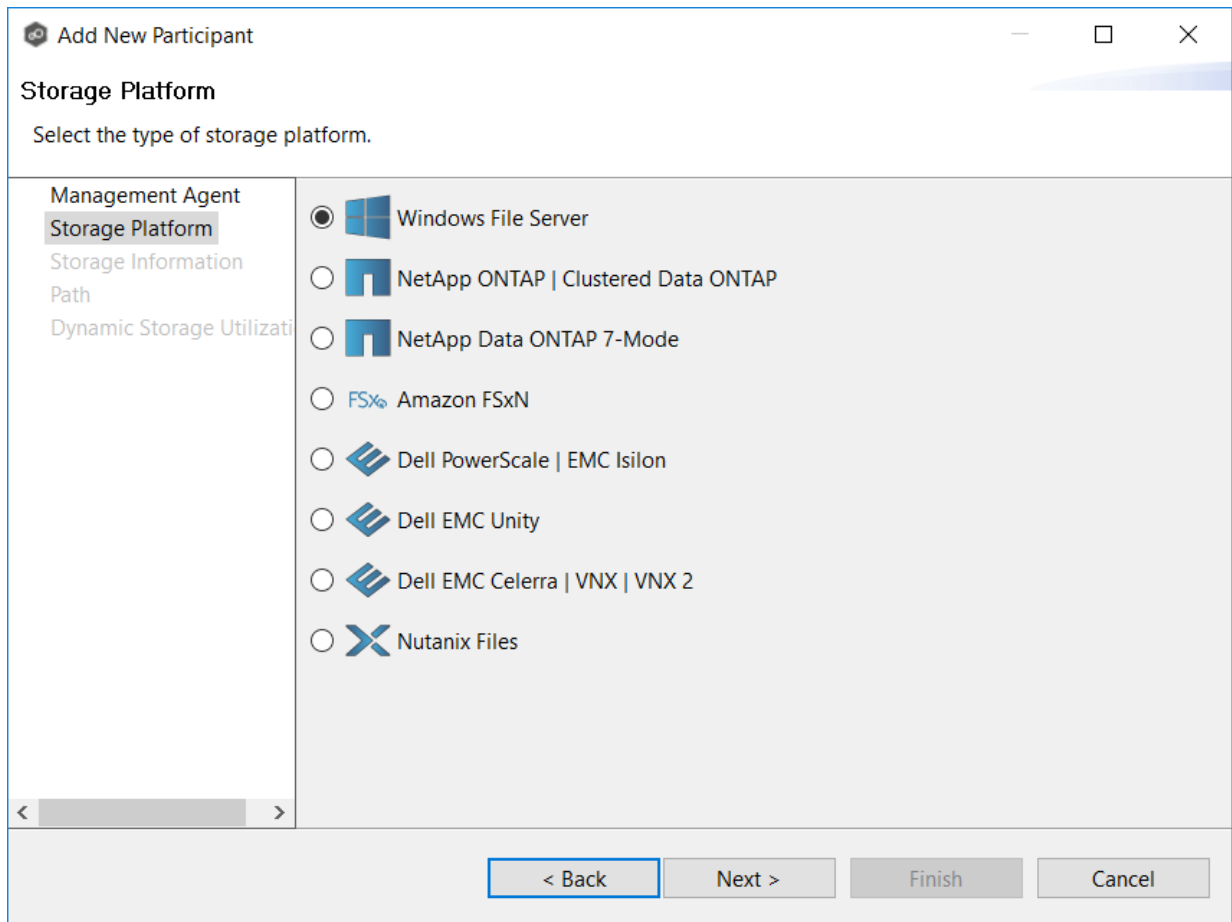 Add New Participant
Storage Platform
Select the type of storage platform.
Management Agent
Storage Platform
Storage Information
Path
Dynamic Storage Utilizati
Windows File Server
NetApp ONTAP | Clustered Data ONTAP
NetApp Data ONTAP 7-Mode
FSx Amazon FSxN
Dell PowerScale | EMC Isilon
Dell EMC Unity
Dell EMC Celerra | VNX | VNX 2
Nutanix Files
< Back
Next >
Finish
Cancel